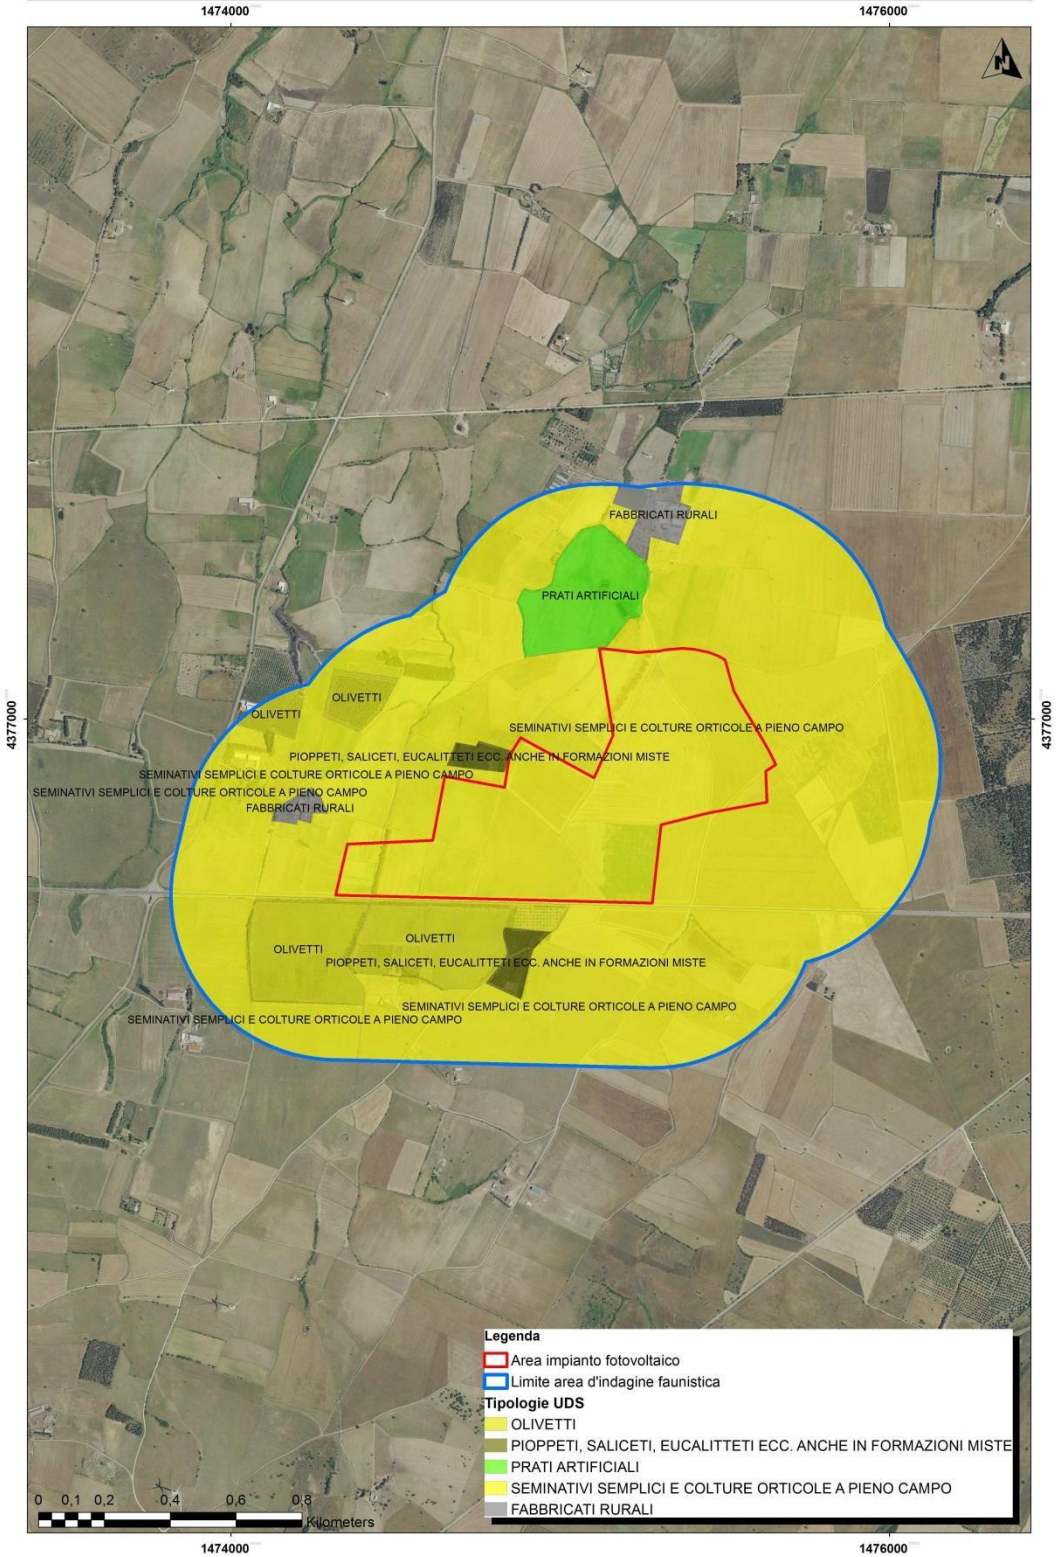 1474000
1476000
N
FABBRICATI RURALI
PRATI ARTIFICIALI
OLIVETTI
OLIVETTI
4377000
4377000
SEMINATIVI SEMPLICI E COLTURE ORTICOLE A PIENO CAMPO
PIOPPETI, SALICETI, EUCALITTETI ECC. ANCHE IN FORMAZIONI MISTE
SEMINATIVI SEMPLICI E COLTURE ORTICOLE A PIENO CAMPO
SEMINATIVI SEMPLICI E COLTURE ORTICOLE A PIENO CAMPO
FABBRICATI RURALI
OLIVETTI
OLIVETTI
PIOPPETI, SALICETI, EUCALITTETI ECC. ANCHE IN FORMAZIONI MISTE
SEMINATIVI SEMPLICI E COLTURE ORTICOLE A PIENO CAMPO
SEMINATIVI SEMPLICI E COLTURE ORTICOLE A PIENO CAMPO
Legenda
Area impianto fotovoltaico
Limite area d'indagine faunistica
Tipologie UDS
OLIVETTI
PIOPPETI, SALICETI, EUCALITTETI ECC. ANCHE IN FORMAZIONI MISTE
PRATI ARTIFICIALI
SEMINATIVI SEMPLICI E COLTURE ORTICOLE A PIENO CAMPO
FABBRICATI RURALI
0 0,1 0,2 0,4 0,6 0,8
Kilometers
1474000
1476000